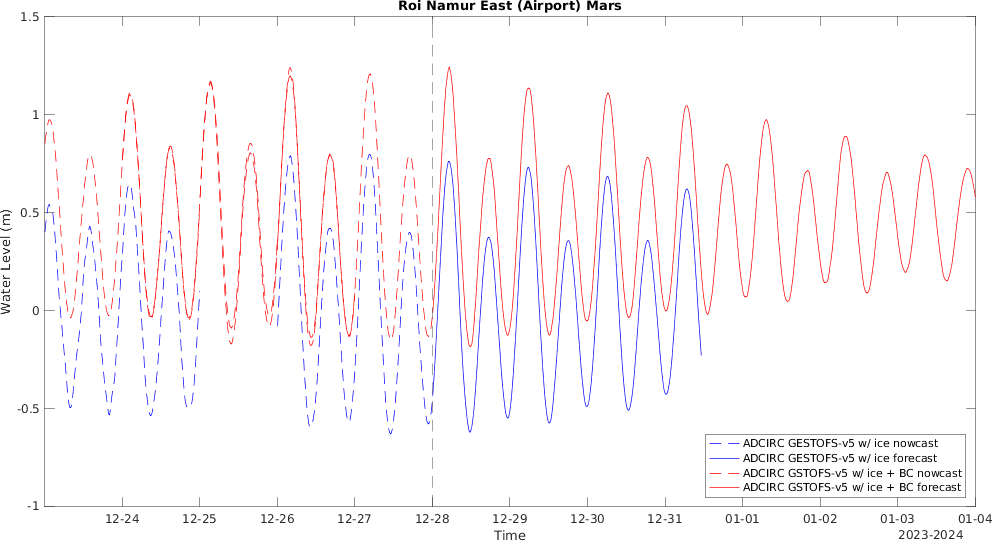 Roi Namur East (Airport) Mars
1.5
1.5
1
0.5
0
-0.5
-1
Water Level (m)
ADCIRC GESTOFS-v5 w/ ice nowcast
ADCIRC GESTOFS-v5 w/ ice forecast
ADCIRC GSTOFS-v5 w/ ice + BC nowcast
ADCIRC GSTOFS-v5 w/ ice + BC forecast
12-24 12-25 12-26 12-27 12-28 12-29 12-30 12-31 01-01 01-02 01-03 01-04
Time
2023-2024